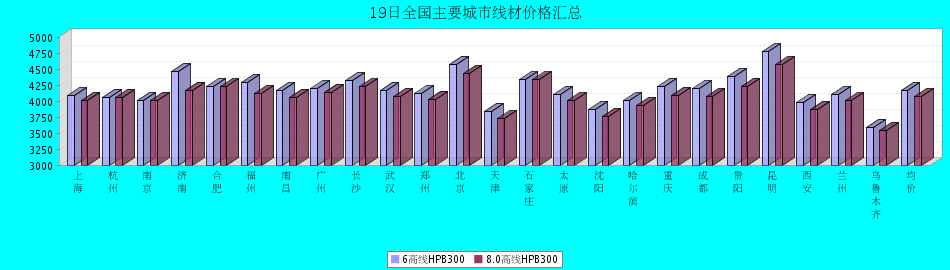 19日全国主要城市线材价格汇总
5000
4750
4500
4250
4000
3750
3500
3250
3000
上海
杭州
南京
济南
合肥
福州
南昌
广州
长沙
武汉
郑州
北京
天津
石家庄
太原
沈阳
哈尔滨
重庆
成都
贵阳
昆明
西安
兰州
乌鲁木齐
均价
6高线HPB300 8.0高线HPB300